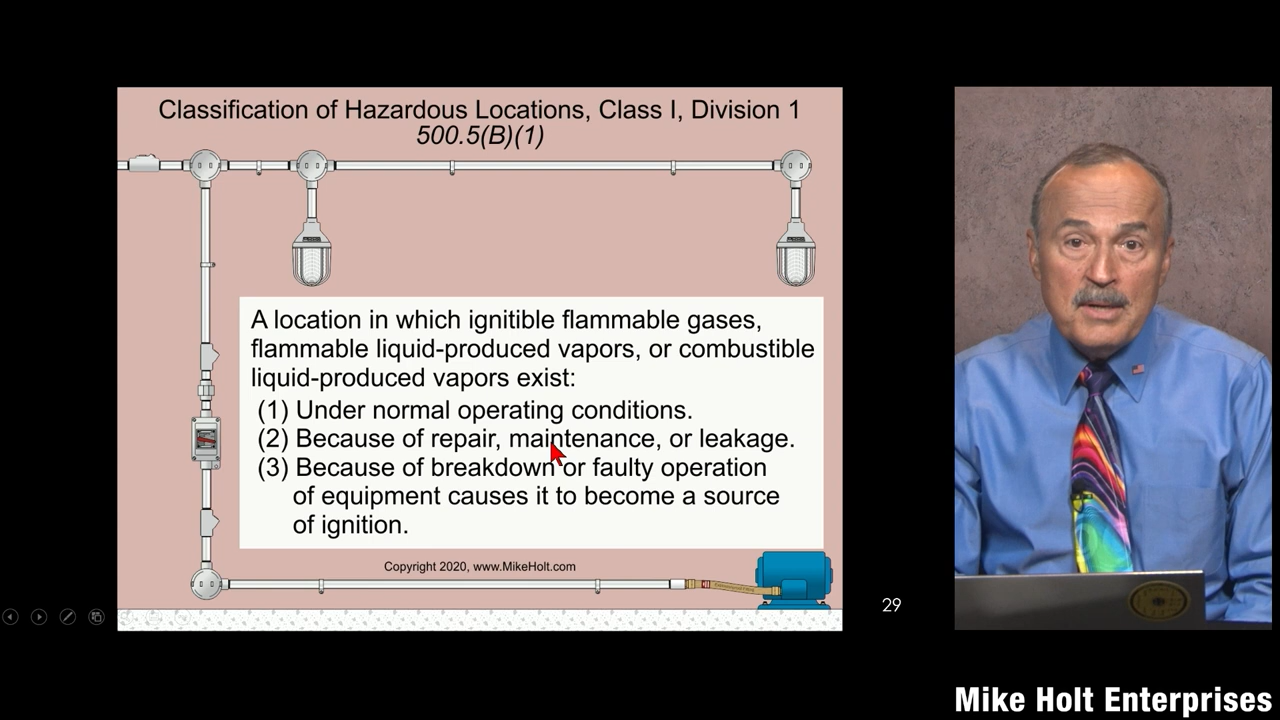 Classification of Hazardous Locations, Class I, Division 1
500.5(B)(1)
A location in which ignitible flammable gases,
flammable liquid-produced vapors, or combustible
liquid-produced vapors exist:
(1) Under normal operating conditions.
(2) Because of repair, maintenance, or leakage.
(3) Because of breakdown or faulty operation
of equipment causes it to become a source
of ignition.
Copyright 2020, www.MikeHolt.com
29
Mike Holt Enterprises